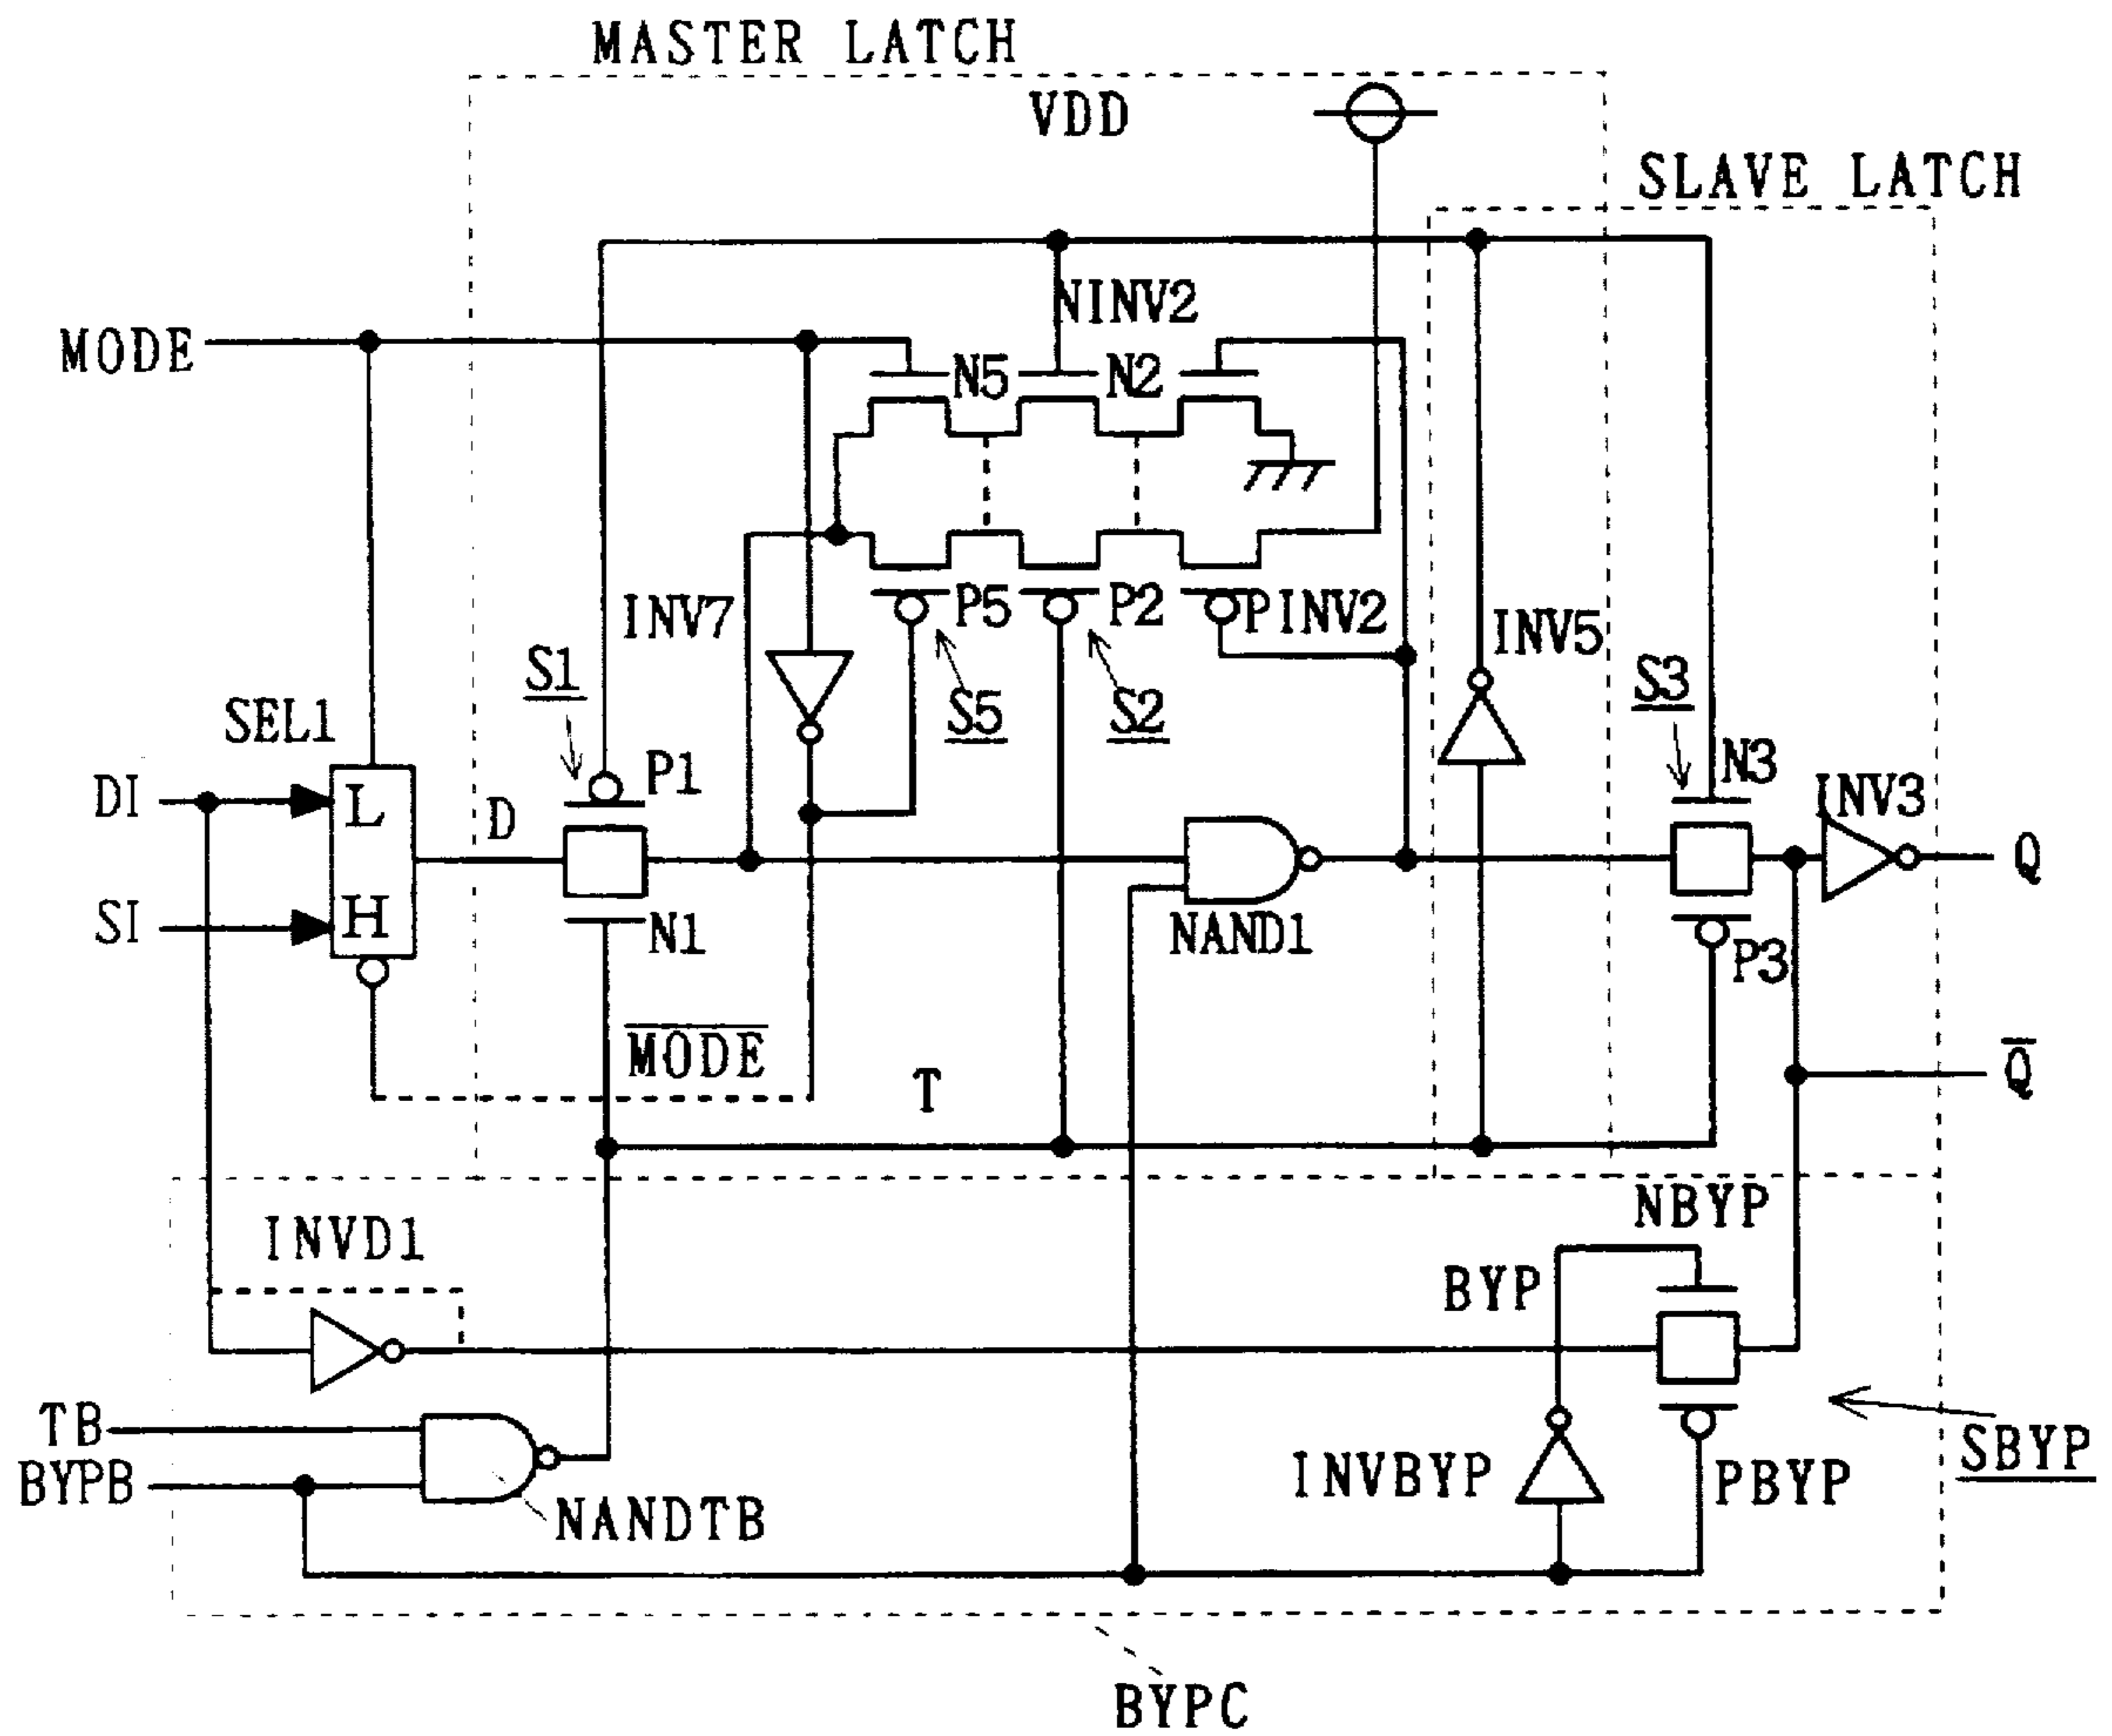 MASTER LATCH
VDD
SLAVE LATCH
MODE
NINV2
N5
N2
INV7
P5
P2
PINV2
INV5
S1
S5
S2
S3
SEL1
P1
N3
DI
L
D
INV3
SI
H
N1
NAND1
P3
Q
MODE
T
Q
INVD1
NBYP
BYP
TB
BYPB
NANDTB
INVBYP
PBYP
SBYP
BYPC